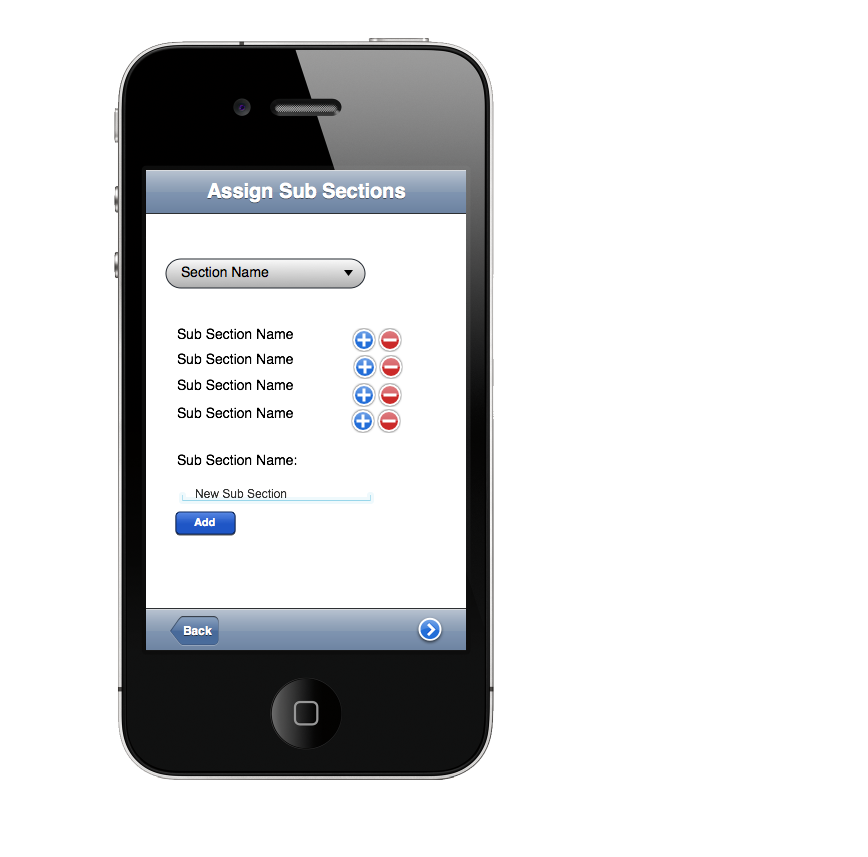 Assign Sub Sections
Section Name
Sub Section Name
Sub Section Name
Sub Section Name
Sub Section Name
Sub Section Name:
New Sub Section
Add
Back